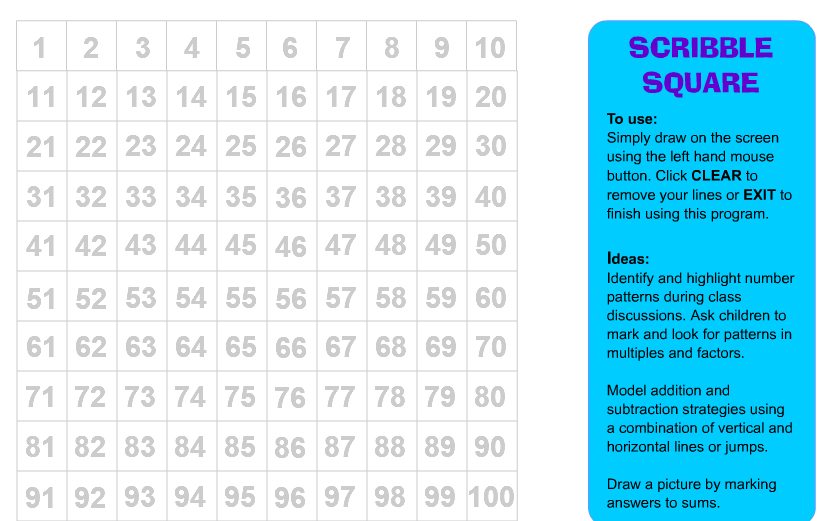 1 2 3 4 5 6 7 8 9 10
11 12 13 14 15 16 17 18 19 20
21 22 23 24 25 26 27 28 29 30
31 32 33 34 35 36 37 38 39 40
41 42 43 44 45 46 47 48 49 50
51 52 53 54 55 56 57 58 59 60
61 62 63 64 65 66 67 68 69 70
71 72 73 74 75 76 77 78 79 80
81 82 83 84 85 86 87 88 89 90
91 92 93 94 95 96 97 98 99 100
SCRIBBLE
SQUARE
To use:
Simply draw on the screen
using the left hand mouse
button. Click CLEAR to
remove your lines or EXIT to
finish using this program.
Ideas:
Identify and highlight number
patterns during class
discussions. Ask children to
mark and look for patterns in
multiples and factors.
Model addition and
subtraction strategies using
a combination of vertical and
horizontal lines or jumps.
Draw a picture by marking
answers to sums.